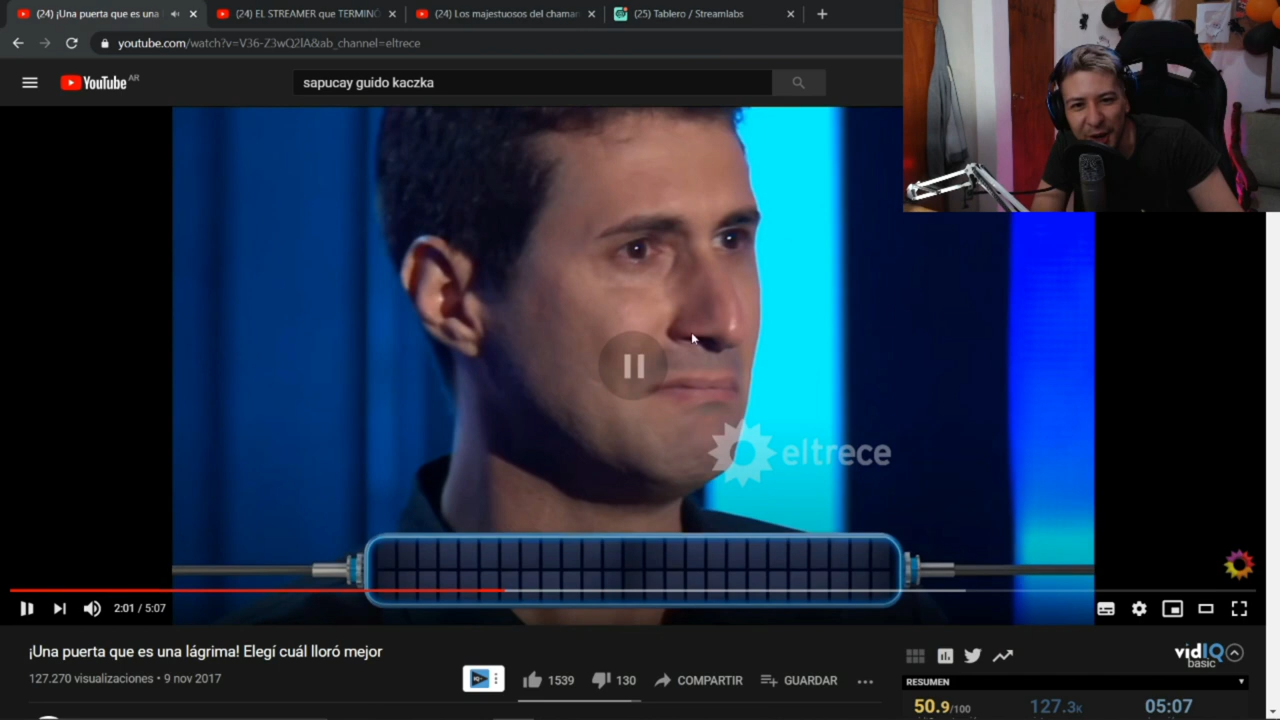 (24) ¡Una puerta que es una
(24) EL STREAMER que TERMINÓ
(24) Los majestuosos del chaman
(25) Tablero / Streamlabs
youtube.com/watch?v=V36-Z3wQ2lA&ab_channel=eltrece
YouTube AR
sapucay guido kaczka
eltrece
2:01 / 5:07
¡Una puerta que es una lágrima! Elegí cuál lloró mejor
127.270 visualizaciones • 9 nov 2017
1539
130
COMPARTIR
GUARDAR
vidIQ
basic
RESUMEN
50.9/100
127.3k
05:07